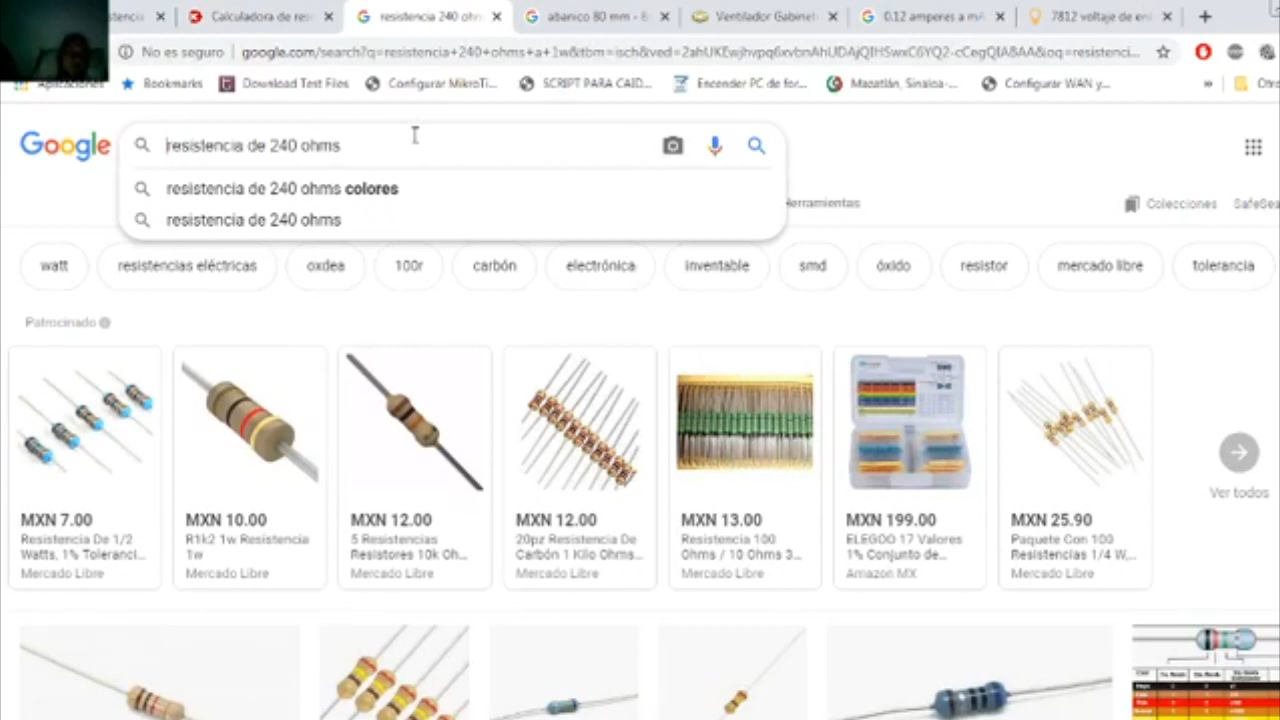 Calculadora de res
resistencia 240 ohm
abanico 80 mm - B
Ventilador Gabinet
0.12 amperes a mA
7812 voltaje de en
No es seguro
google.com/search?q=resistencia+240+ohms+a+1w&tbm=isch&ved=
Aplicaciones
Bookmarks
Download Test Files
Configurar MikroTi...
SCRIPT PARA CAID...
Encender PC de for...
Mazatlán, Sinaloa-...
Configurar WAN y...
»
Otro
Google
resistencia de 240 ohms
resistencia de 240 ohms colores
resistencia de 240 ohms
Herramientas
Colecciones
SafeSea
watt
resistencias eléctricas
oxdea
100r
carbón
electrónica
inventable
smd
óxido
resistor
mercado libre
tolerancia
Patrocinado
MXN 7.00
Resistencia De 1/2
Watts, 1% Toleranci...
Mercado Libre
MXN 10.00
R1k2 1w Resistencia
1w
Mercado Libre
MXN 12.00
5 Resistencias
Resistores 10k Oh...
Mercado Libre
MXN 12.00
20pz Resistencia De
Carbón 1 Kilo Ohms...
Mercado Libre
MXN 13.00
Resistencia 100
Ohms / 10 Ohms 3...
Mercado Libre
MXN 199.00
ELEGOO 17 Valores
1% Conjunto de...
Amazon MX
MXN 25.90
Paquete Con 100
Resistencias 1/4 W,...
Mercado Libre
Ver todos